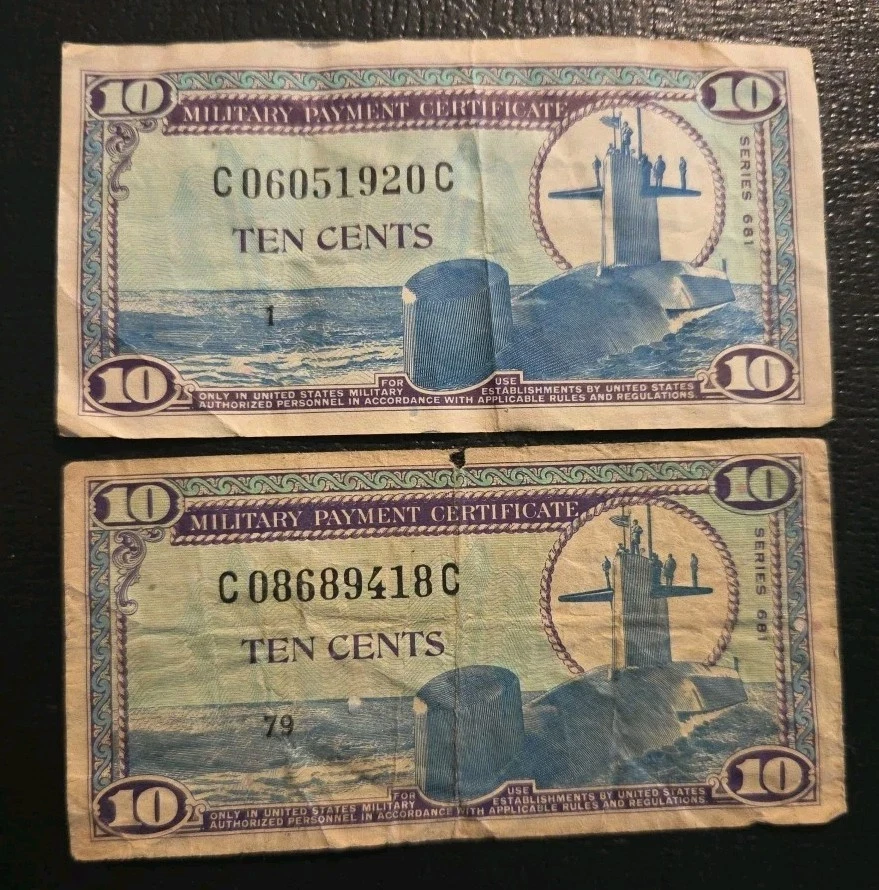 10 10
MILITARY PAYMENT CERTIFICATE
SERIES 681
C06051920C
TEN CENTS
1
10 10
FOR USE
ONLY IN UNITED STATES MILITARY ESTABLISHMENTS BY UNITED STATES
AUTHORIZED PERSONNEL IN ACCORDANCE WITH APPLICABLE RULES AND REGULATIONS.
10 10
MILITARY PAYMENT CERTIFICATE
SERIES 681
C08689418C
TEN CENTS
79
10 10
FOR USE
ONLY IN UNITED STATES MILITARY ESTABLISHMENTS BY UNITED STATES
AUTHORIZED PERSONNEL IN ACCORDANCE WITH APPLICABLE RULES AND REGULATIONS.